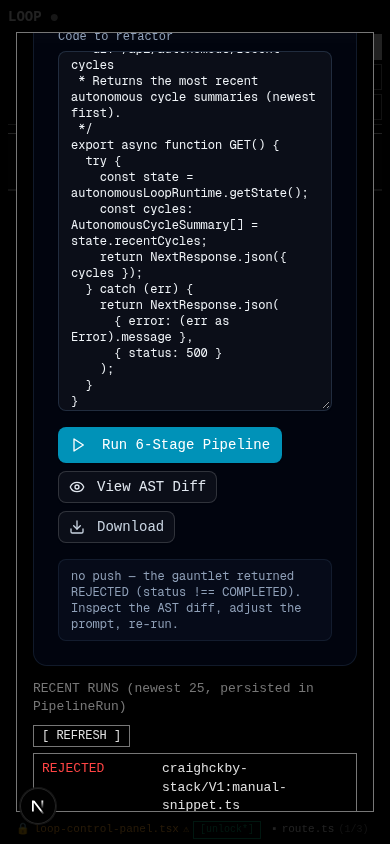 LOOP
Code to refactor
cycles
 * Returns the most recent
autonomous cycle summaries (newest
first).
 */
export async function GET() {
  try {
    const state =
autonomousLoopRuntime.getState();
    const cycles:
AutonomousCycleSummary[] =
state.recentCycles;
    return NextResponse.json({
cycles });
  } catch (err) {
    return NextResponse.json(
      { error: (err as
Error).message },
      { status: 500 }
    );
  }
}
Run 6-Stage Pipeline
View AST Diff
Download
no push — the gauntlet returned
REJECTED (status !== COMPLETED).
Inspect the AST diff, adjust the
prompt, re-run.
RECENT RUNS (newest 25, persisted in
PipelineRun)
[ REFRESH ]
REJECTED craighckby-
stack/V1:manual-
snippet.ts
N
loop-control-panel.tsx [unlock*] • route.ts (1/3)